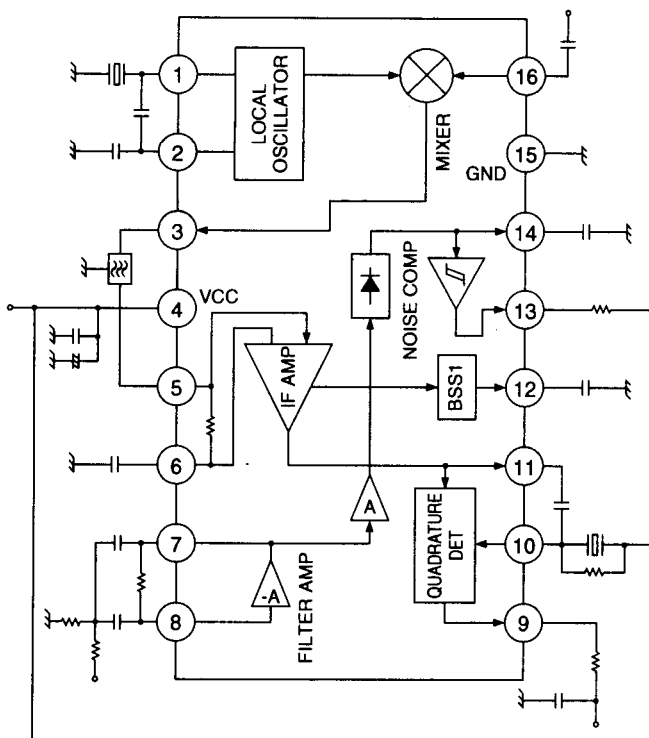 1
LOCAL
OSCILLATOR
MIXER
16
2
15
GND
3
14
NOISE COMP
4
VCC
13
5
IF AMP
BSS1
12
6
11
7
A
QUADRATURE
DET
10
8
-A
FILTER AMP
9